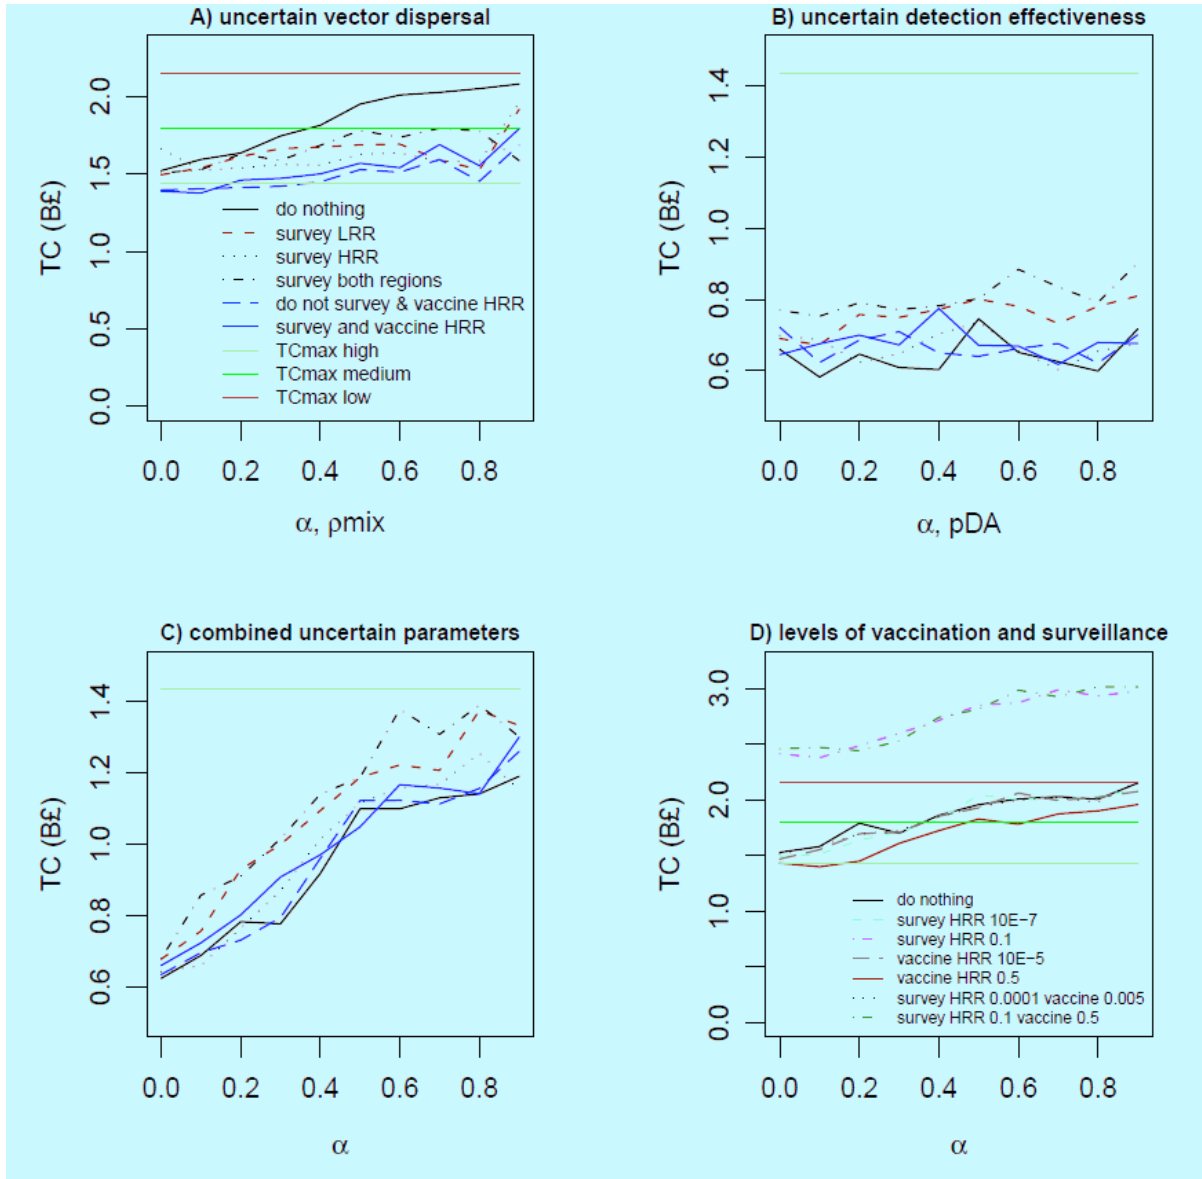 A) uncertain vector dispersal
TC (B£)
2.0
1.5
1.0
0.5
0.0
do nothing
survey LRR
survey HRR
survey both regions
do not survey & vaccine HRR
survey and vaccine HRR
TCmax high
TCmax medium
TCmax low
0.0 0.2 0.4 0.6 0.8
α, ρmix
B) uncertain detection effectiveness
TC (B£)
1.4
1.2
1.0
0.8
0.6
0.0 0.2 0.4 0.6 0.8
α, pDA
C) combined uncertain parameters
TC (B£)
1.4
1.2
1.0
0.8
0.6
0.0 0.2 0.4 0.6 0.8
α
D) levels of vaccination and surveillance
TC (B£)
3.0
2.0
1.0
0.0
do nothing
survey HRR 10E−7
survey HRR 0.1
vaccine HRR 10E−5
vaccine HRR 0.5
survey HRR 0.0001 vaccine 0.005
survey HRR 0.1 vaccine 0.5
0.0 0.2 0.4 0.6 0.8
α